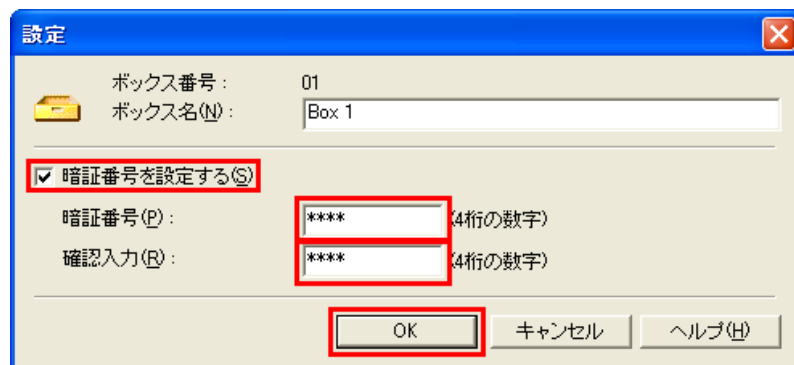 設定
ボックス番号： 01
ボックス名(N)： Box 1
暗証番号を設定する(S)
暗証番号(P)： **** (4桁の数字)
確認入力(R)： **** (4桁の数字)
OK キャンセル ヘルプ(H)